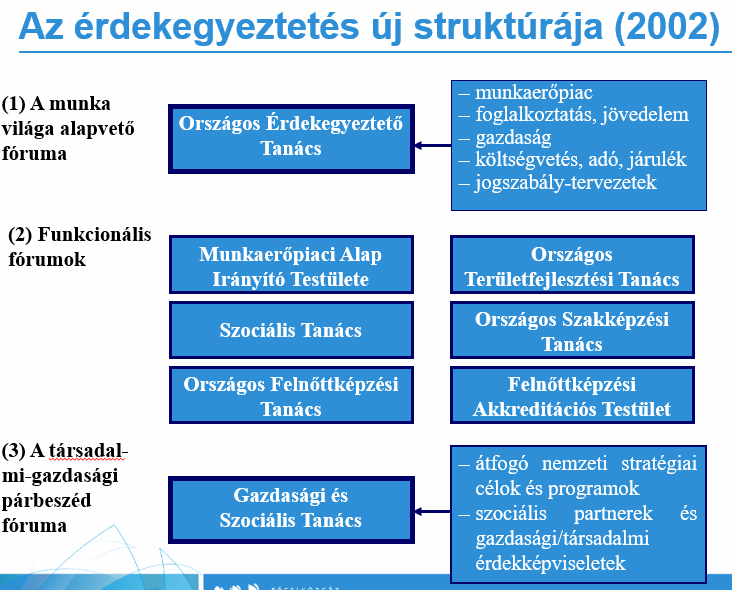 Az érdekegyeztetés új struktúrája (2002)
(1) A munka
világa alapvető
fóruma
Országos Érdekegyeztető
Tanács
– munkaerőpiac
– foglalkoztatás, jövedelem
– gazdaság
– költségvetés, adó, járulék
– jogszabály-tervezetek
(2) Funkcionális
fórumok
Munkaerőpiaci Alap
Irányító Testülete
Országos
Területfejlesztési Tanács
Szociális Tanács
Országos Szakképzési
Tanács
Országos Felnőttképzési
Tanács
Felnőttképzési
Akkreditációs Testület
(3) A társadal-
mi-gazdasági
párbeszéd
fóruma
Gazdasági és
Szociális Tanács
– átfogó nemzeti stratégiai
célok és programok
– szociális partnerek és
gazdasági/társadalmi
érdekképviseletek